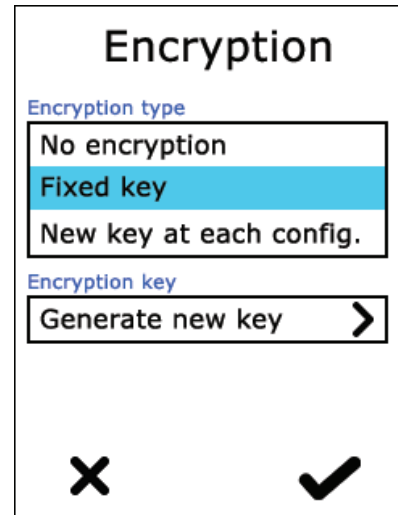 Encryption
Encryption type
No encryption
Fixed key
New key at each config.
Encryption key
Generate new key